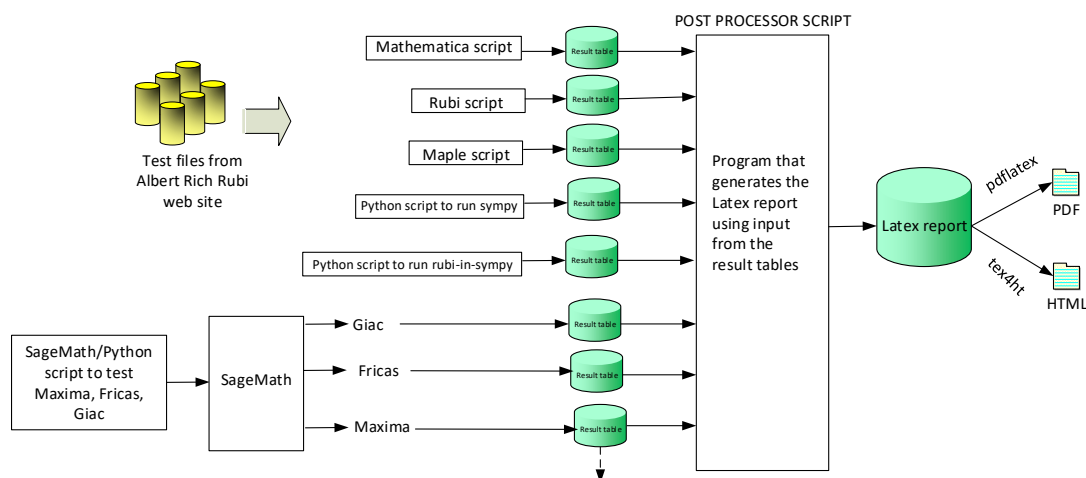 POST PROCESSOR SCRIPT
Mathematica script
Result table
Rubi script
Result table
Maple script
Result table
Test files from
Albert Rich Rubi
web site
Program that
generates the
Latex report
using input
from the
result tables
Python script to run sympy
Result table
Python script to run rubi-in-sympy
Result table
Latex report
pdflatex
PDF
tex4ht
HTML
SageMath/Python
script to test
Maxima, Fricas,
Giac
SageMath
Giac
Result table
Fricas
Result table
Maxima
Result table